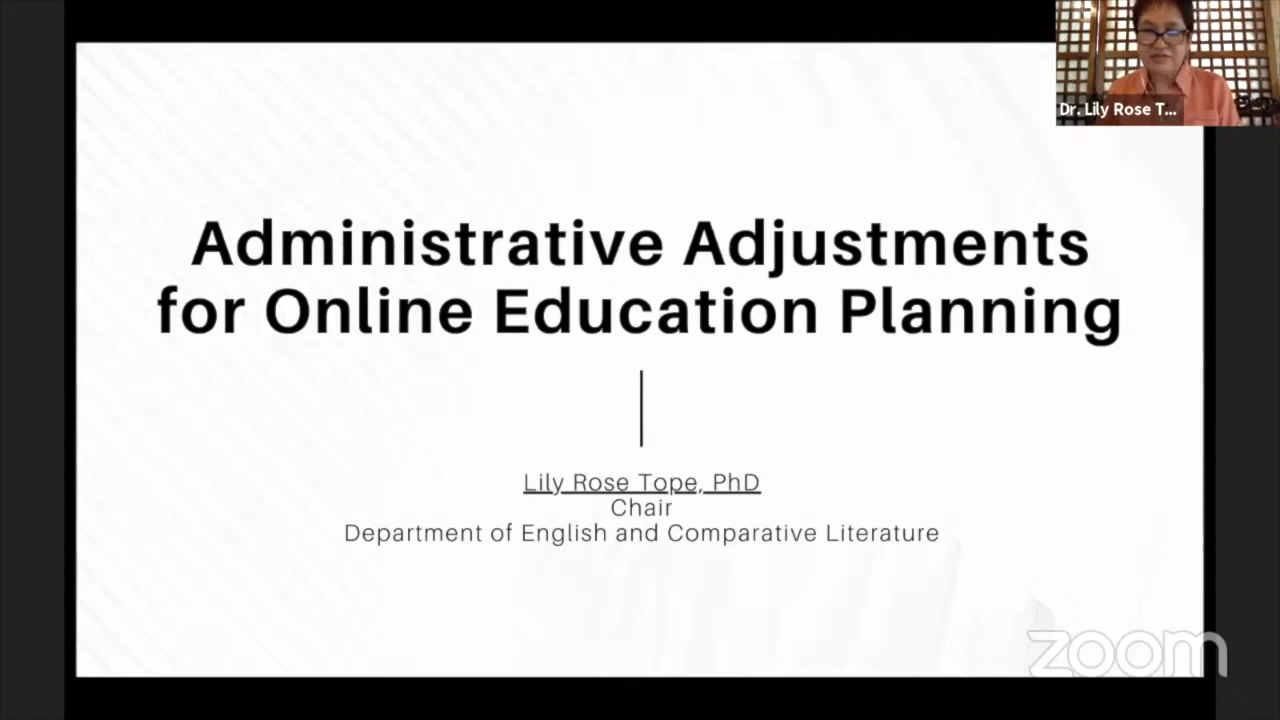 Dr. Lily Rose T...
Administrative Adjustments
for Online Education Planning
Lily Rose Tope, PhD
Chair
Department of English and Comparative Literature
zoom